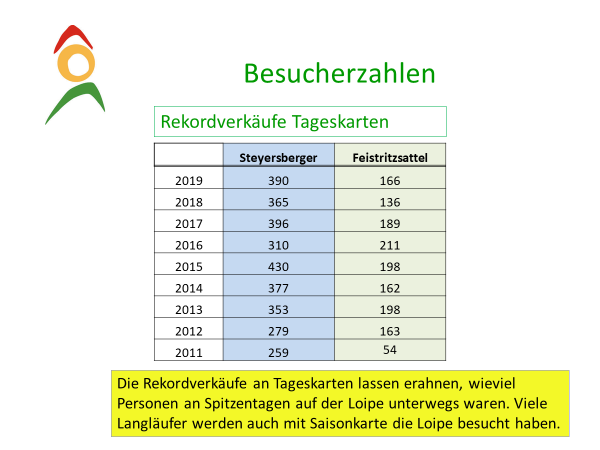 Besucherzahlen
Rekordverkäufe Tageskarten
Steyersberger Feistritzsattel
2019 390 166
2018 365 136
2017 396 189
2016 310 211
2015 430 198
2014 377 162
2013 353 198
2012 279 163
2011 259 54
Die Rekordverkäufe an Tageskarten lassen erahnen, wieviel
Personen an Spitzentagen auf der Loipe unterwegs waren. Viele
Langläufer werden auch mit Saisonkarte die Loipe besucht haben.